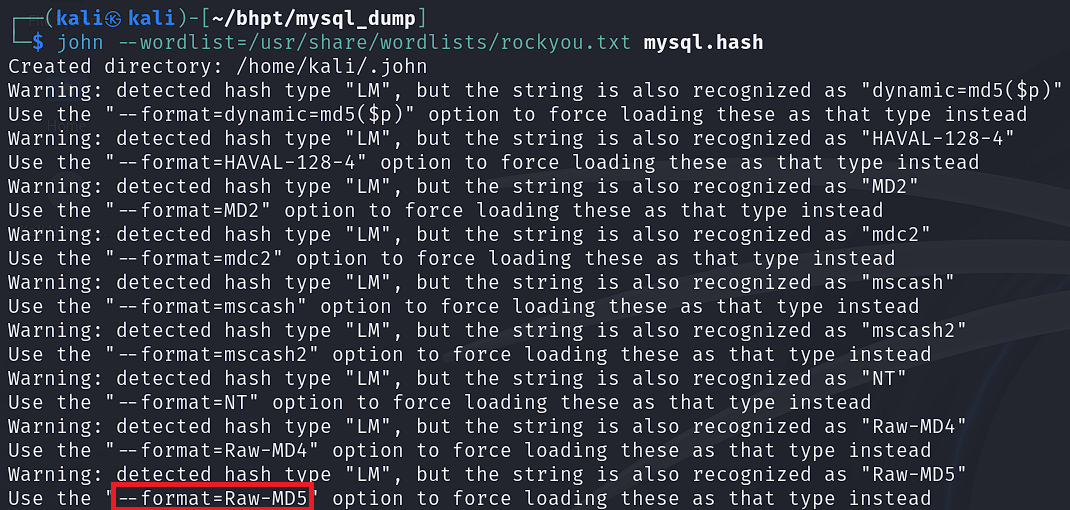 ┌──(kali㉿kali)-[~/bhpt/mysql_dump]
└─$ john --wordlist=/usr/share/wordlists/rockyou.txt mysql.hash
Created directory: /home/kali/.john
Warning: detected hash type "LM", but the string is also recognized as "dynamic=md5($p)"
Use the "--format=dynamic=md5($p)" option to force loading these as that type instead
Warning: detected hash type "LM", but the string is also recognized as "HAVAL-128-4"
Use the "--format=HAVAL-128-4" option to force loading these as that type instead
Warning: detected hash type "LM", but the string is also recognized as "MD2"
Use the "--format=MD2" option to force loading these as that type instead
Warning: detected hash type "LM", but the string is also recognized as "mdc2"
Use the "--format=mdc2" option to force loading these as that type instead
Warning: detected hash type "LM", but the string is also recognized as "mscash"
Use the "--format=mscash" option to force loading these as that type instead
Warning: detected hash type "LM", but the string is also recognized as "mscash2"
Use the "--format=mscash2" option to force loading these as that type instead
Warning: detected hash type "LM", but the string is also recognized as "NT"
Use the "--format=NT" option to force loading these as that type instead
Warning: detected hash type "LM", but the string is also recognized as "Raw-MD4"
Use the "--format=Raw-MD4" option to force loading these as that type instead
Warning: detected hash type "LM", but the string is also recognized as "Raw-MD5"
Use the "--format=Raw-MD5" option to force loading these as that type instead